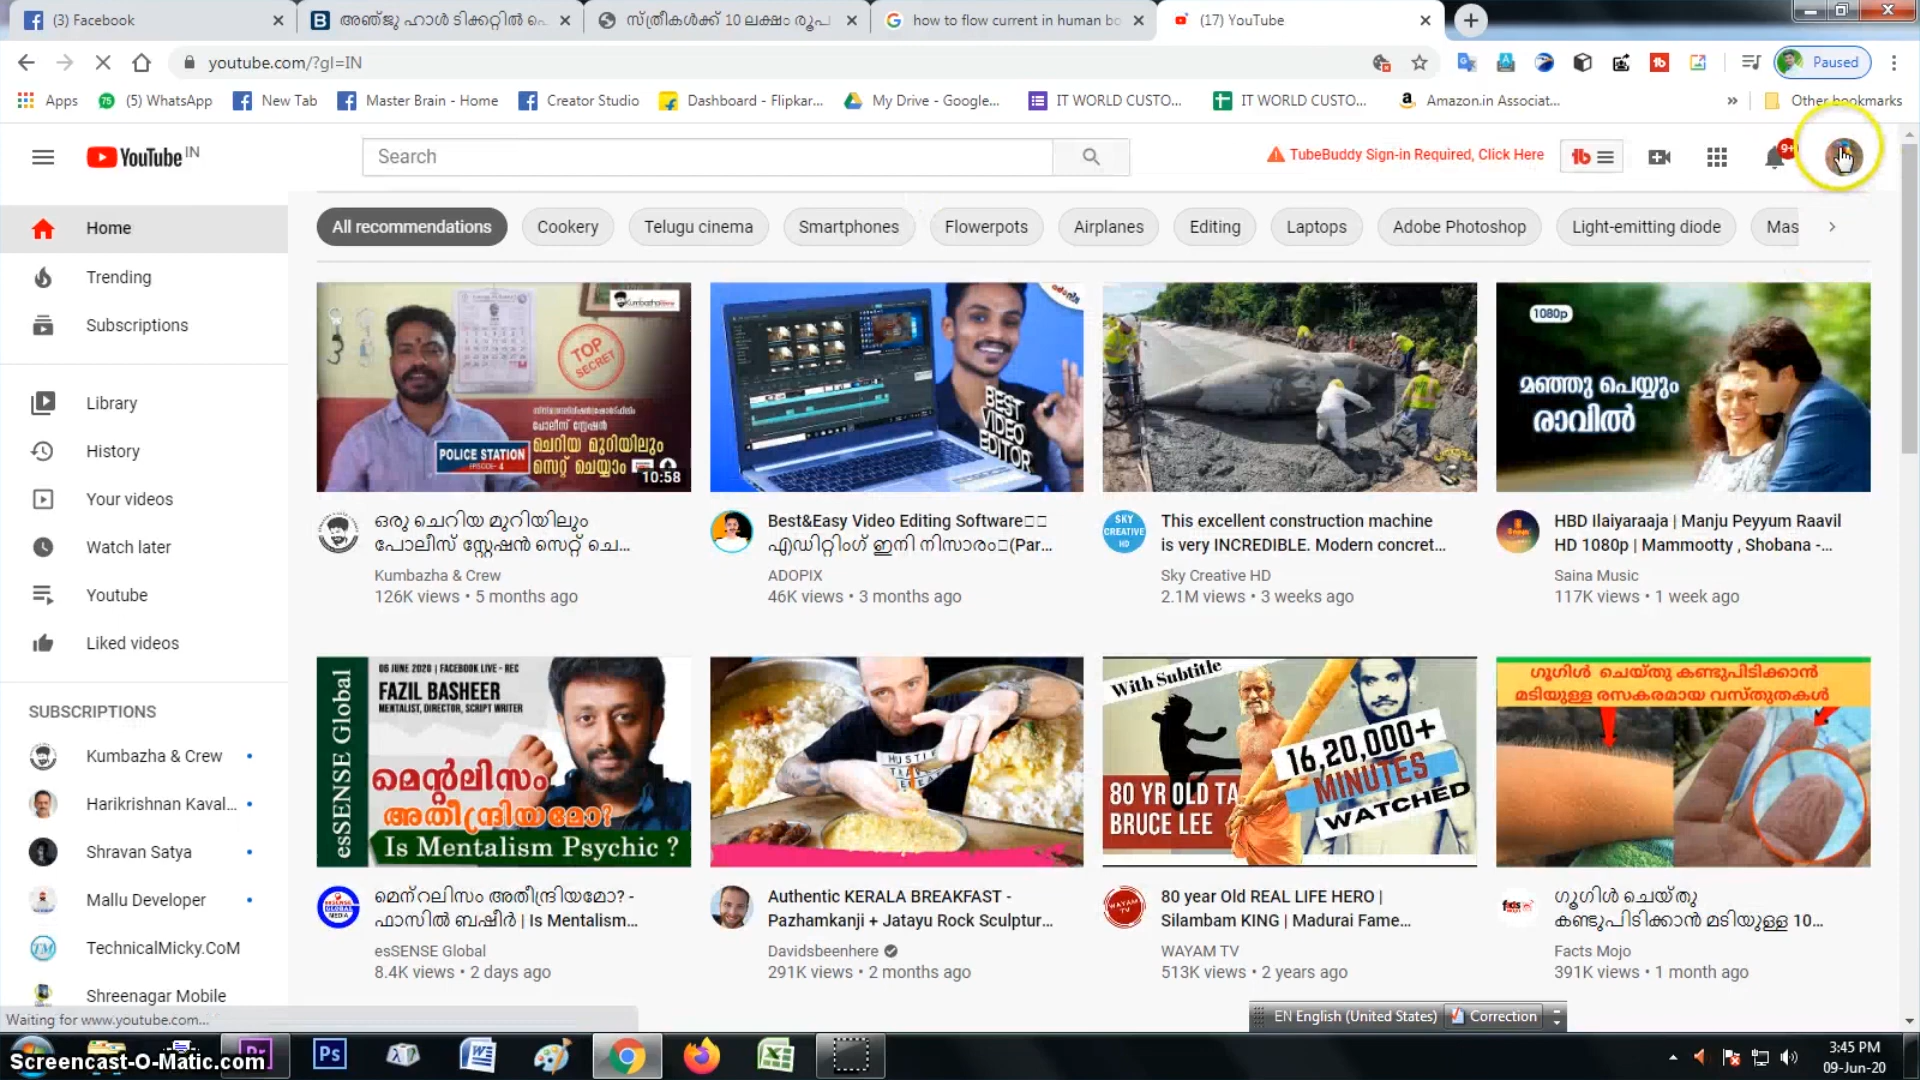 (3) Facebook
അഞ്ജു ഹാൾ ടിക്കറ്റിൽ
സ്ത്രീകൾക്ക് 10 ലക്ഷം രൂപ
how to flow current in human bo
(17) YouTube
youtube.com/?gl=IN
Paused
Apps
(5) WhatsApp
New Tab
Master Brain - Home
Creator Studio
Dashboard - Flipkar...
My Drive - Google...
IT WORLD CUSTO...
IT WORLD CUSTO...
Amazon.in Associat...
Other bookmarks
YouTube IN
Search
TubeBuddy Sign-in Required, Click Here
9+
Home
Trending
Subscriptions
Library
History
Your videos
Watch later
Youtube
Liked videos
SUBSCRIPTIONS
Kumbazha & Crew
Harikrishnan Kaval...
Shravan Satya
Mallu Developer
TechnicalMicky.CoM
Shreenagar Mobile
All recommendations
Cookery
Telugu cinema
Smartphones
Flowerpots
Airplanes
Editing
Laptops
Adobe Photoshop
Light-emitting diode
Mas
TOP SECRET
പോലീസ് സ്റ്റേഷൻ
POLICE STATION
EPISODE- 4
ചെറിയ മുറിയിലും
സെറ്റ് ചെയ്യാം
10:58
ഒരു ചെറിയ മുറിയിലും
പോലീസ് സ്റ്റേഷൻ സെറ്റ് ചെ...
Kumbazha & Crew
126K views • 5 months ago
BEST
VIDEO
EDITOR
Best&Easy Video Editing Software
എഡിറ്റിംഗ് ഇനി നിസാരം (Par...
ADOPIX
46K views • 3 months ago
SKY
CREATIVE
HD
This excellent construction machine
is very INCREDIBLE. Modern concret...
Sky Creative HD
2.1M views • 3 weeks ago
1080p
മഞ്ഞു പെയ്യും
രാവിൽ
HBD Ilaiyaraaja | Manju Peyyum Raavil
HD 1080p | Mammootty , Shobana -...
Saina Music
117K views • 1 week ago
esSENSE Global
06 JUNE 2020 | FACEBOOK LIVE - REC
FAZIL BASHEER
MENTALIST, DIRECTOR, SCRIPT WRITER
മെന്റലിസം
അതീന്ദ്രിയമോ?
Is Mentalism Psychic ?
മെന്റലിസം അതീന്ദ്രിയമോ? -
ഫാസിൽ ബഷീർ | Is Mentalism...
esSENSE Global
8.4K views • 2 days ago
Authentic KERALA BREAKFAST -
Pazhamkanji + Jatayu Rock Sculptur...
Davidsbeenhere
291K views • 2 months ago
With Subtitle
16,20,000+
MINUTES
WATCHED
80 YR OLD TA
BRUCE LEE
WAYAM
TV
80 year Old REAL LIFE HERO |
Silambam KING | Madurai Fame...
WAYAM TV
513K views • 2 years ago
ഗൂഗിൾ ചെയ്തു കണ്ടുപിടിക്കാൻ
മടിയുള്ള രസകരമായ വസ്തുതകൾ
ഗൂഗിൾ ചെയ്തു
കണ്ടുപിടിക്കാൻ മടിയുള്ള 10...
Facts Mojo
391K views • 1 month ago
Waiting for www.youtube.com...
EN English (United States)
Correction
Screencast-O-Matic.com
Pr
Ps
3:45 PM
09-Jun-20